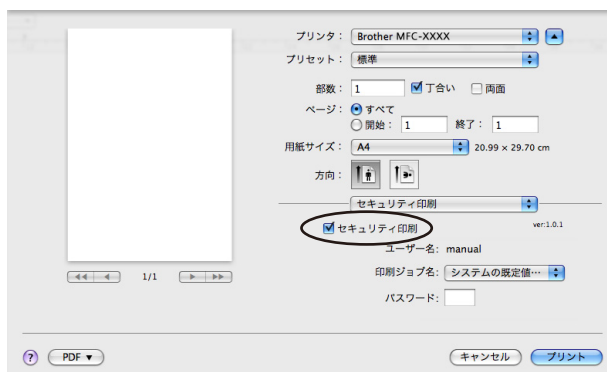 プリンタ： Brother MFC-XXXX
プリセット： 標準
部数： 1 丁合い 両面
ページ： すべて
開始： 1 終了： 1
用紙サイズ： A4 20.99 × 29.70 cm
方向：
セキュリティ印刷
セキュリティ印刷 ver:1.0.1
ユーザー名： manual
印刷ジョブ名： システムの既定値…
パスワード：
1/1
? PDF ▼ キャンセル プリント